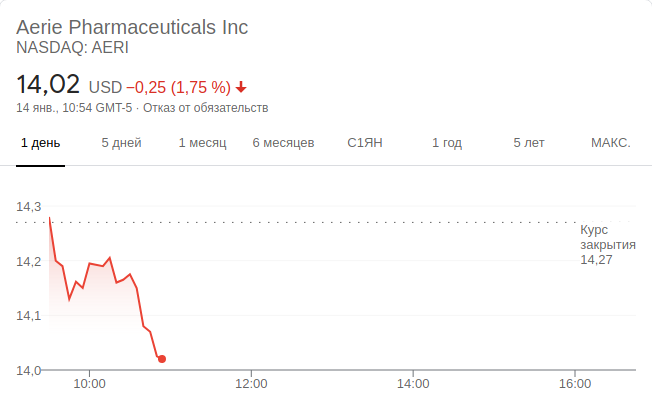 Aerie Pharmaceuticals Inc
NASDAQ: AERI
14,02 USD −0,25 (1,75 %)
14 янв., 10:54 GMT-5 · Отказ от обязательств
1 день 5 дней 1 месяц 6 месяцев С1ЯН 1 год 5 лет МАКС.
14,3
Курс
закрытия
14,27
14,2
14,1
14,0
10:00 12:00 14:00 16:00